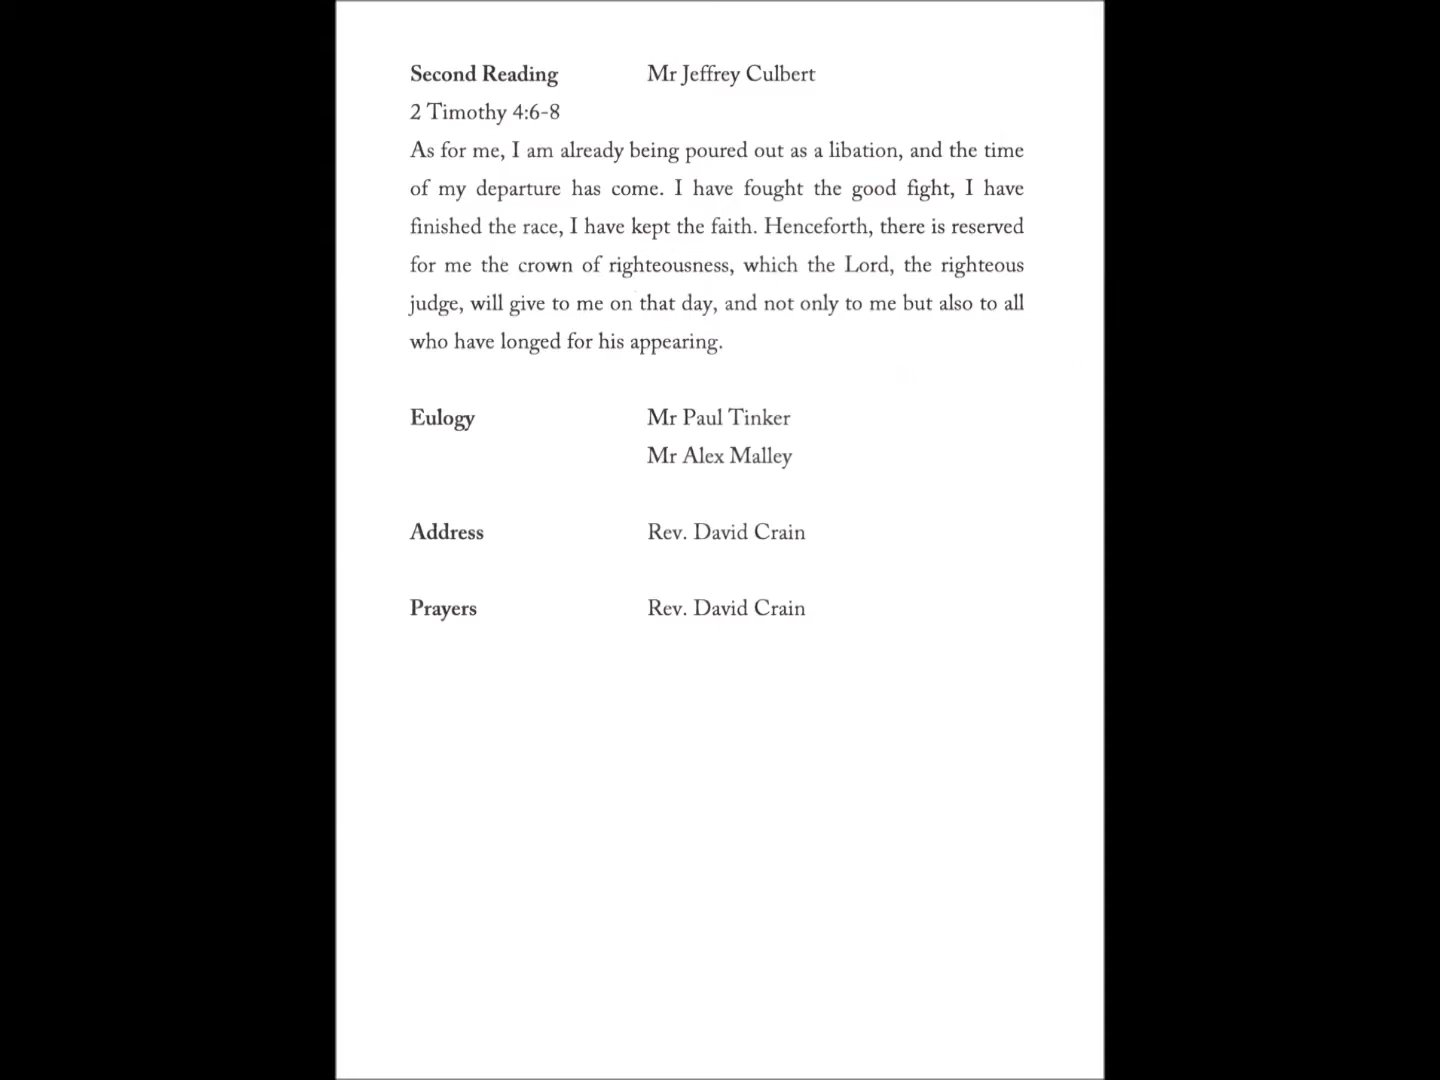 Second Reading Mr Jeffrey Culbert
2 Timothy 4:6-8
As for me, I am already being poured out as a libation, and the time
of my departure has come. I have fought the good fight, I have
finished the race, I have kept the faith. Henceforth, there is reserved
for me the crown of righteousness, which the Lord, the righteous
judge, will give to me on that day, and not only to me but also to all
who have longed for his appearing.
Eulogy Mr Paul Tinker
Mr Alex Malley
Address Rev. David Crain
Prayers Rev. David Crain